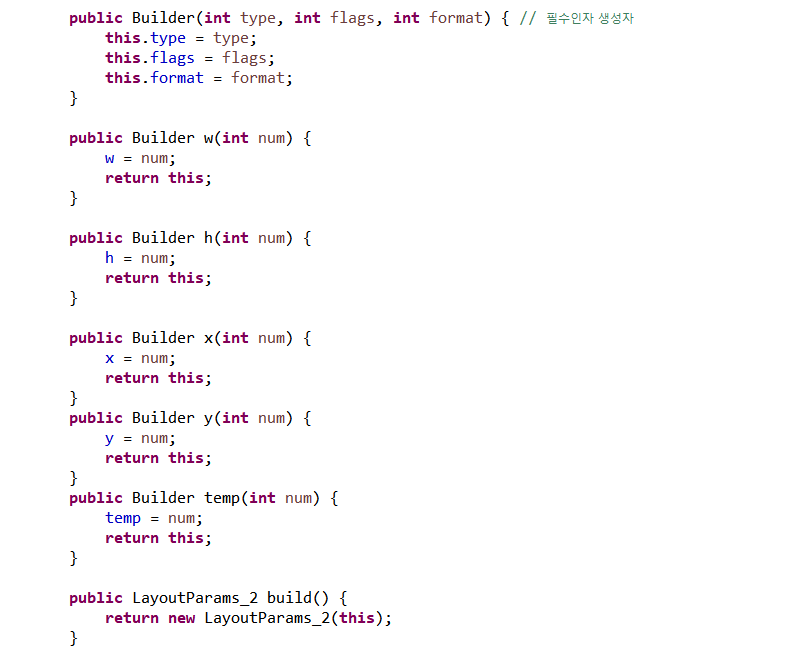 public Builder(int type, int flags, int format) { // 필수인자 생성자
this.type = type;
this.flags = flags;
this.format = format;
}
public Builder w(int num) {
w = num;
return this;
}
public Builder h(int num) {
h = num;
return this;
}
public Builder x(int num) {
x = num;
return this;
}
public Builder y(int num) {
y = num;
return this;
}
public Builder temp(int num) {
temp = num;
return this;
}
public LayoutParams_2 build() {
return new LayoutParams_2(this);
}